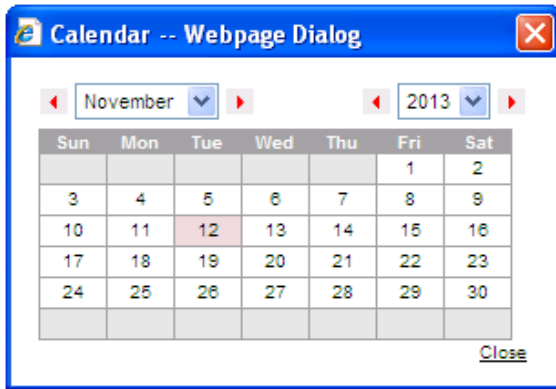 Calendar -- Webpage Dialog
November 2013
Sun Mon Tue Wed Thu Fri Sat
1 2
3 4 5 6 7 8 9
10 11 12 13 14 15 16
17 18 19 20 21 22 23
24 25 26 27 28 29 30
Close